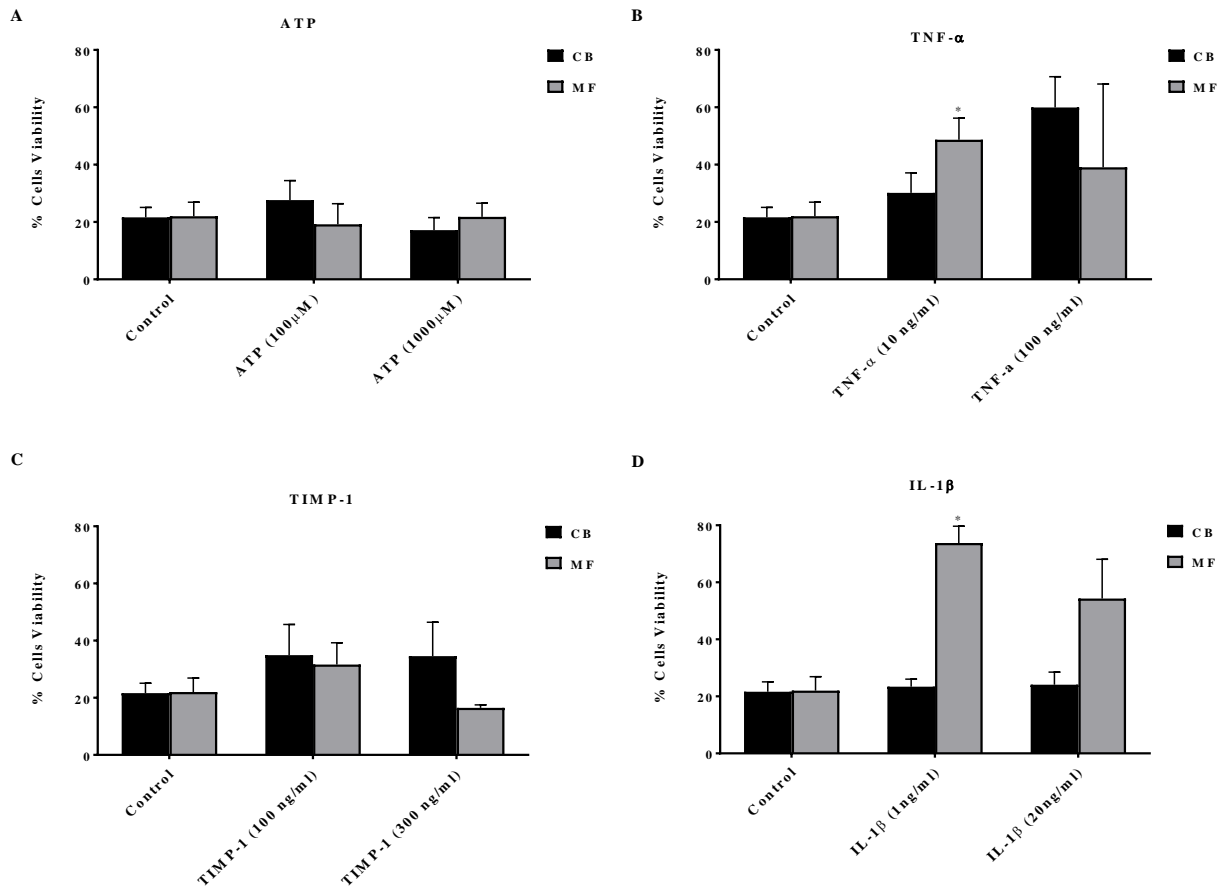 A
ATP
80
60
40
20
0
% Cells Viability
Control
ATP (100μM)
ATP (1000μM)
CB
MF
B
TNF-α
80
60
40
20
0
% Cells Viability
*
Control
TNF-α (10 ng/ml)
TNF-a (100 ng/ml)
CB
MF
C
TIMP-1
80
60
40
20
0
% Cells Viability
Control
TIMP-1 (100 ng/ml)
TIMP-1 (300 ng/ml)
CB
MF
D
IL-1β
80
60
40
20
0
% Cells Viability
*
Control
IL-1β (1ng/ml)
IL-1β (20ng/ml)
CB
MF